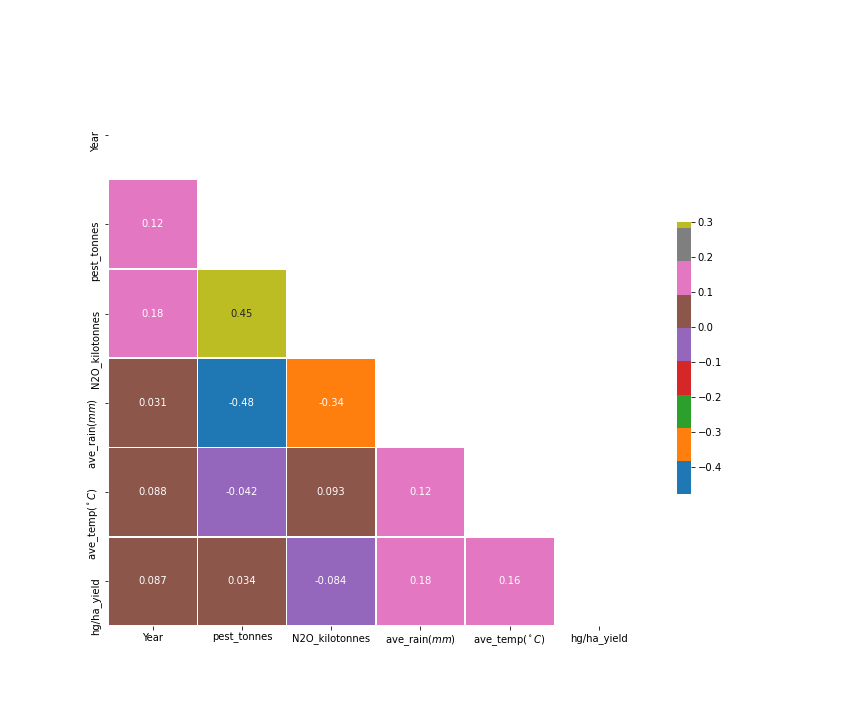 Year
pest_tonnes
0.12
N2O_kilotonnes
0.18 0.45
ave_rain(mm)
0.031 -0.48 -0.34
ave_temp(°C)
0.088 -0.042 0.093 0.12
hg/ha_yield
0.087 0.034 -0.084 0.18 0.16
Year pest_tonnes N2O_kilotonnes ave_rain(mm) ave_temp(°C) hg/ha_yield
0.3
0.2
0.1
0.0
−0.1
−0.2
−0.3
−0.4